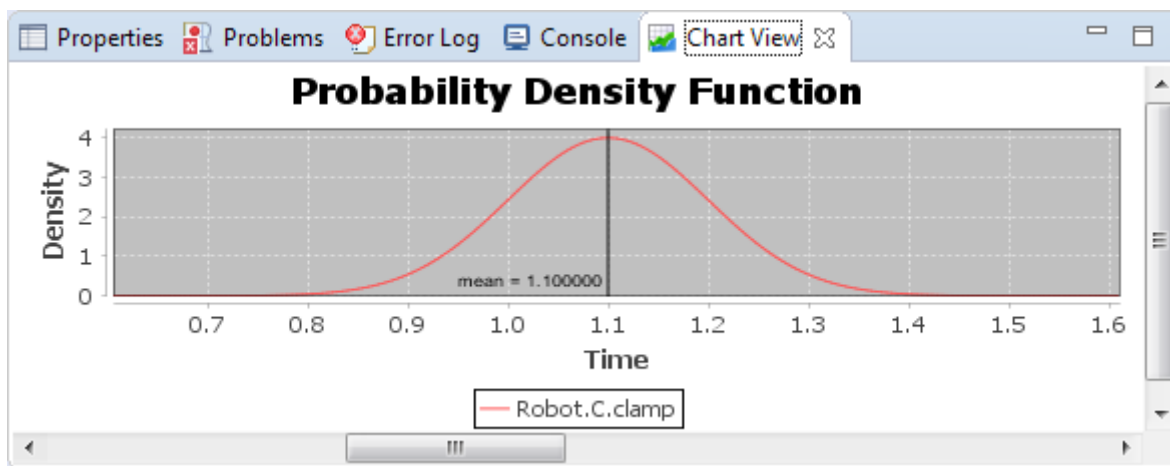 Properties Problems Error Log Console Chart View
Probability Density Function
Density
4
3
2
1
0
mean = 1.100000
0.7 0.8 0.9 1.0 1.1 1.2 1.3 1.4 1.5 1.6
Time
Robot.C.clamp